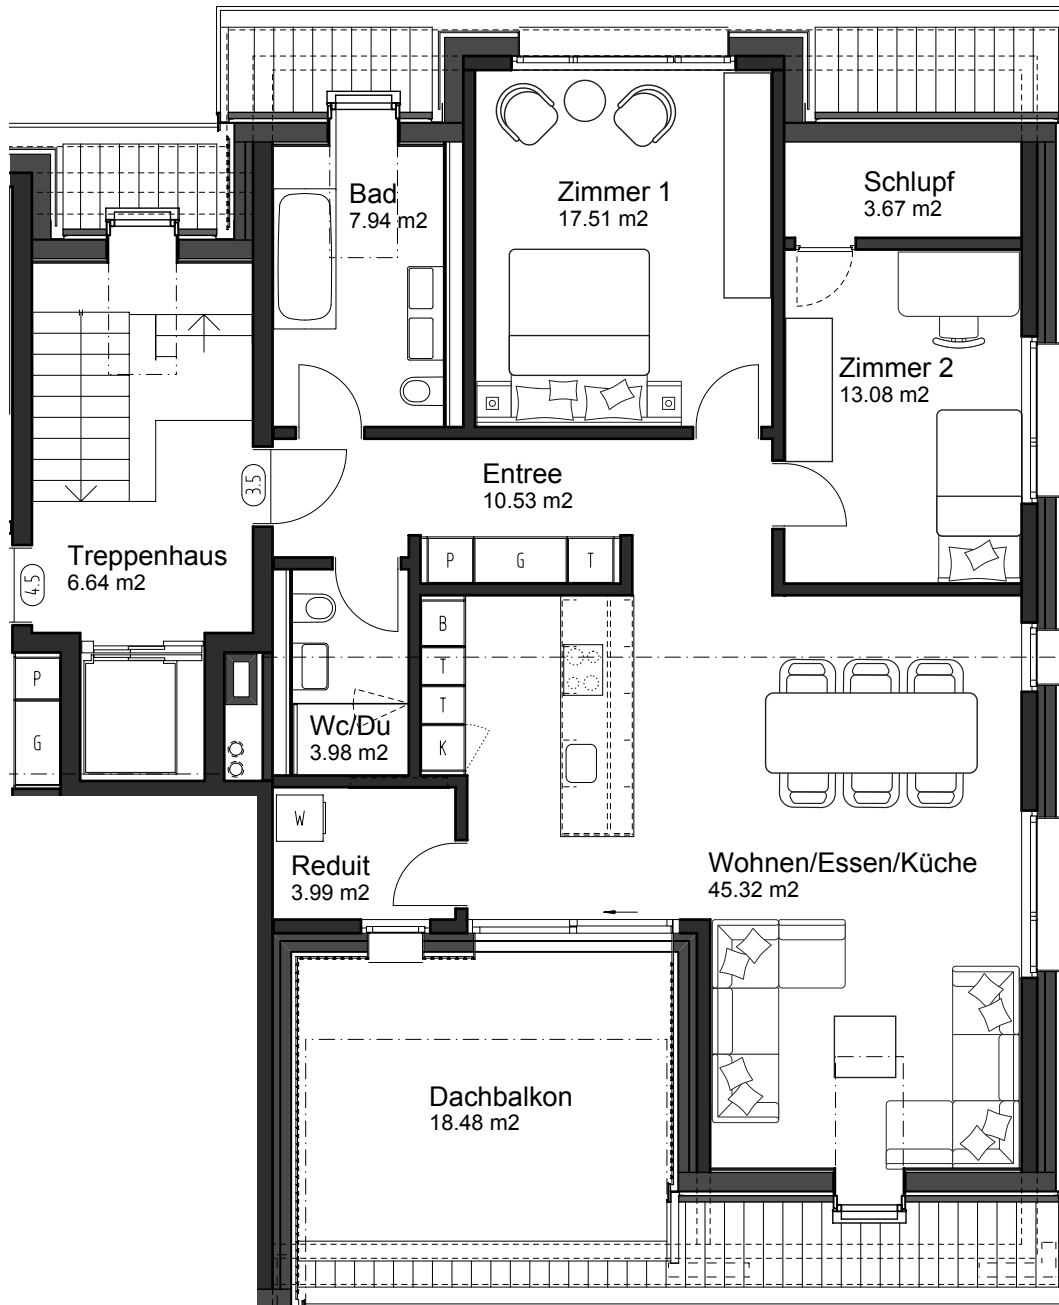 Bad
7.94 m2
Zimmer 1
17.51 m2
Schlupf
3.67 m2
Zimmer 2
13.08 m2
Entree
10.53 m2
3.5
Treppenhaus
6.64 m2
4.5
P
G
T
B
T
T
K
P
G
Wc/Du
3.98 m2
W
Reduit
3.99 m2
Wohnen/Essen/Küche
45.32 m2
Dachbalkon
18.48 m2